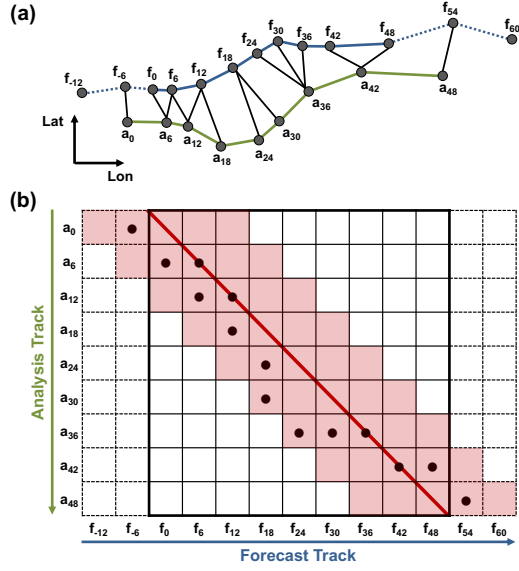 (a)
f-12 f-6 f0 f6 f12 f18 f24 f30 f36 f42 f48 f54 f60
a0 a6 a12 a18 a24 a30 a36 a42 a48
Lat
Lon
(b)
Analysis Track
a0
a6
a12
a18
a24
a30
a36
a42
a48
f-12 f-6 f0 f6 f12 f18 f24 f30 f36 f42 f48 f54 f60
Forecast Track